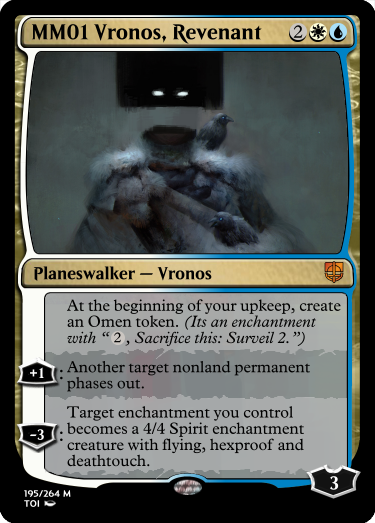 MM01 Vronos, Revenant 2
Planeswalker — Vronos
At the beginning of your upkeep, create
an Omen token. (Its an enchantment
with “2, Sacrifice this: Surveil 2.”)
+1: Another target nonland permanent
phases out.
Target enchantment you control
becomes a 4/4 Spirit enchantment
-3: creature with flying, hexproof and
deathtouch.
3
195/264 M
TOI